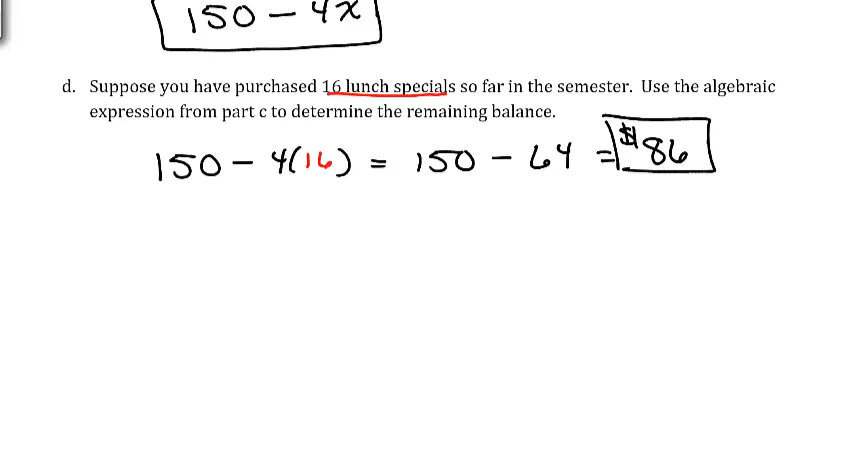 150 - 4x
d. Suppose you have purchased 16 lunch specials so far in the semester. Use the algebraic
expression from part c to determine the remaining balance.
150 - 4(16) = 150 - 64 = $86